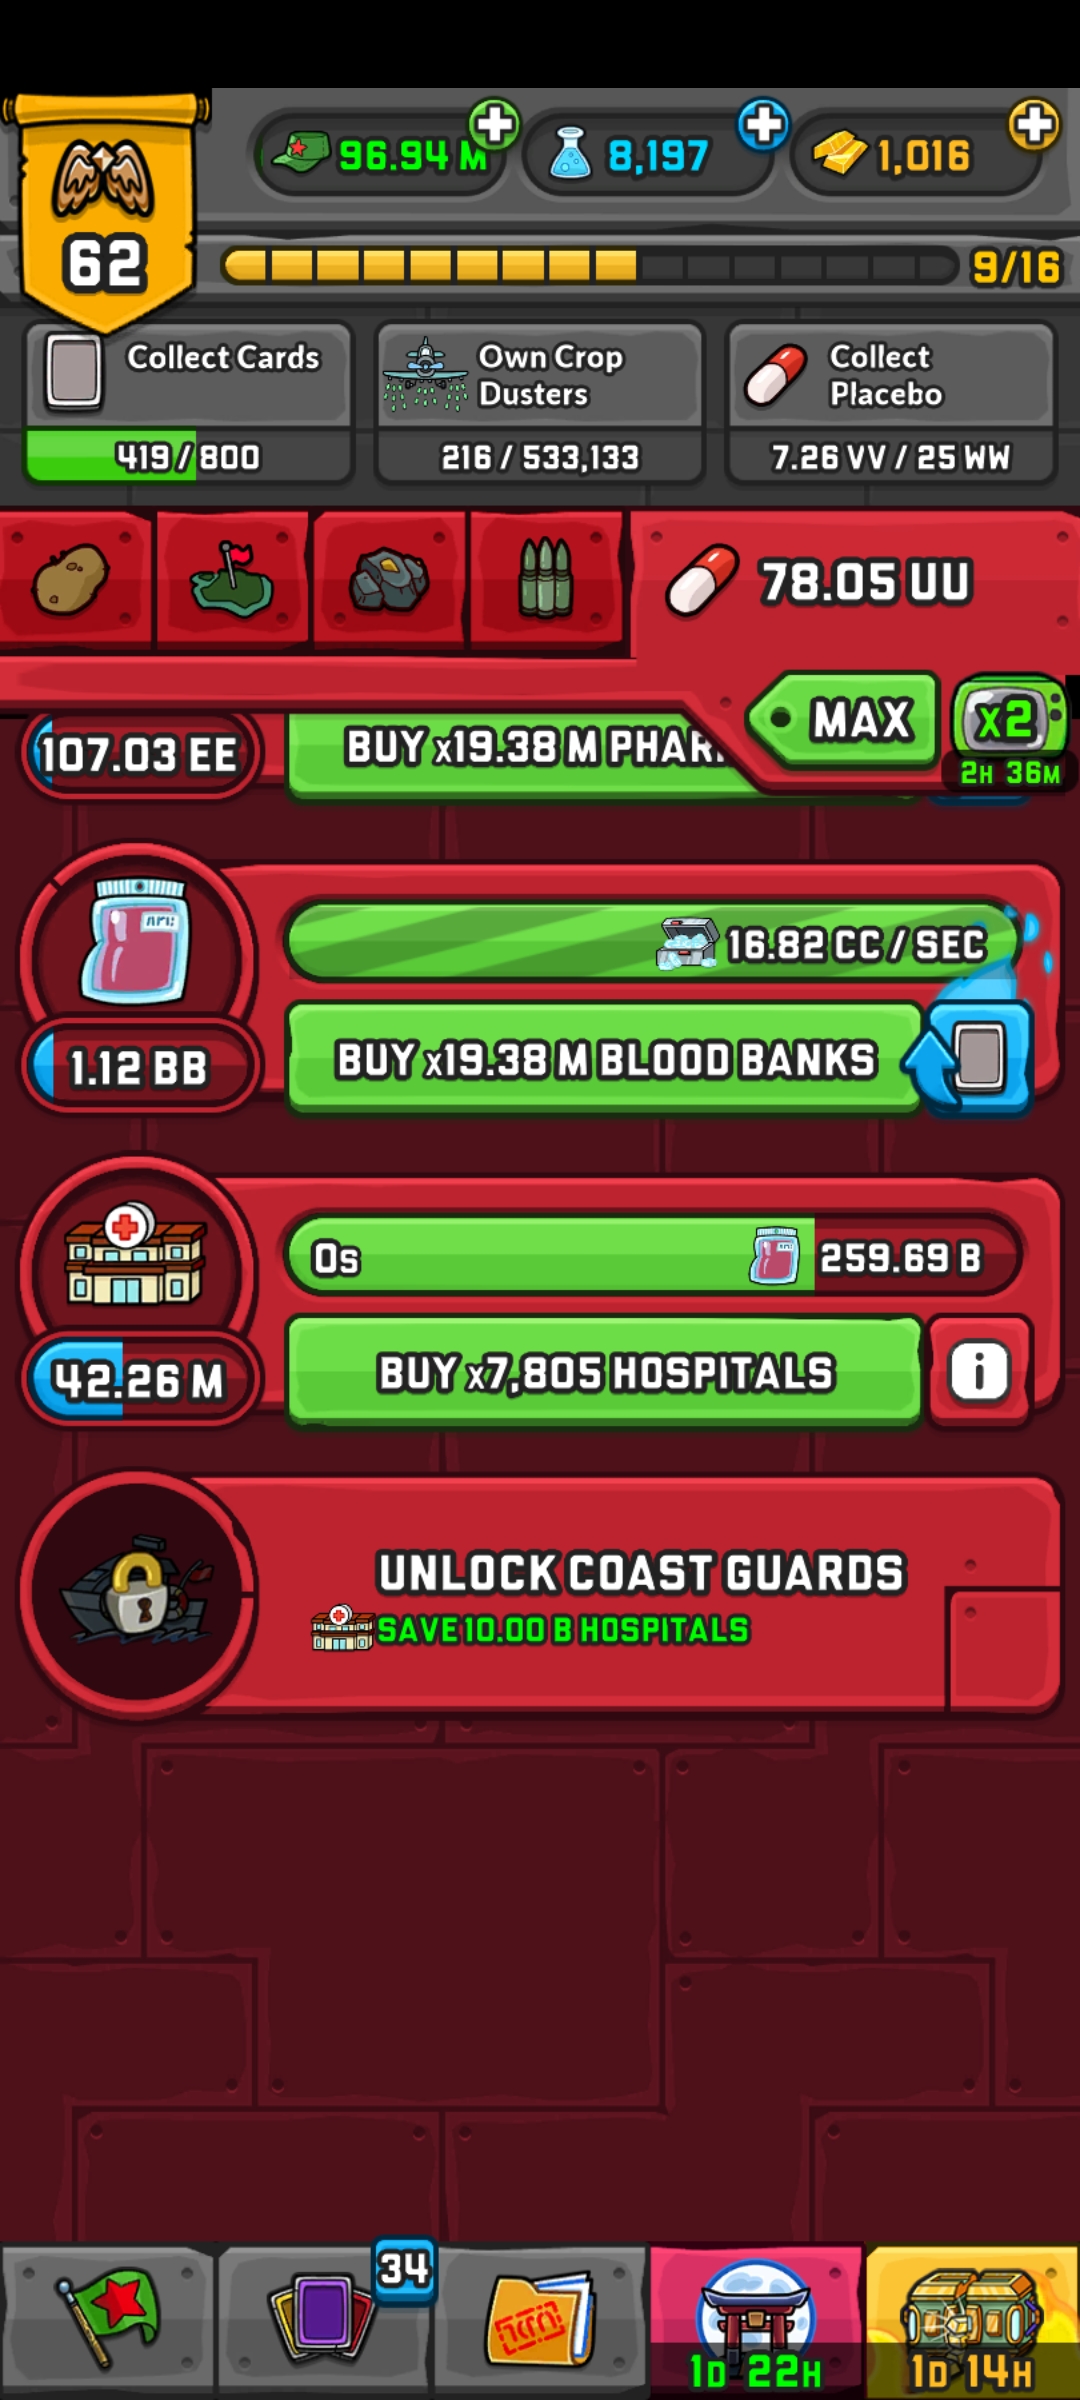 62
96.94 M
8,197
1,016
9/16
Collect Cards
419 / 800
Own Crop
Dusters
216 / 533,133
Collect
Placebo
7.26 VV / 25 WW
78.05 UU
MAX
x2
2H 36M
107.03 EE
BUY x19.38 M
16.82 CC / SEC
1.12 BB
BUY x19.38 M BLOOD BANKS
0s
259.69 B
42.26 M
BUY x7,805 HOSPITALS
i
UNLOCK COAST GUARDS
SAVE 10.00 B HOSPITALS
34
1D 22H
1D 14H